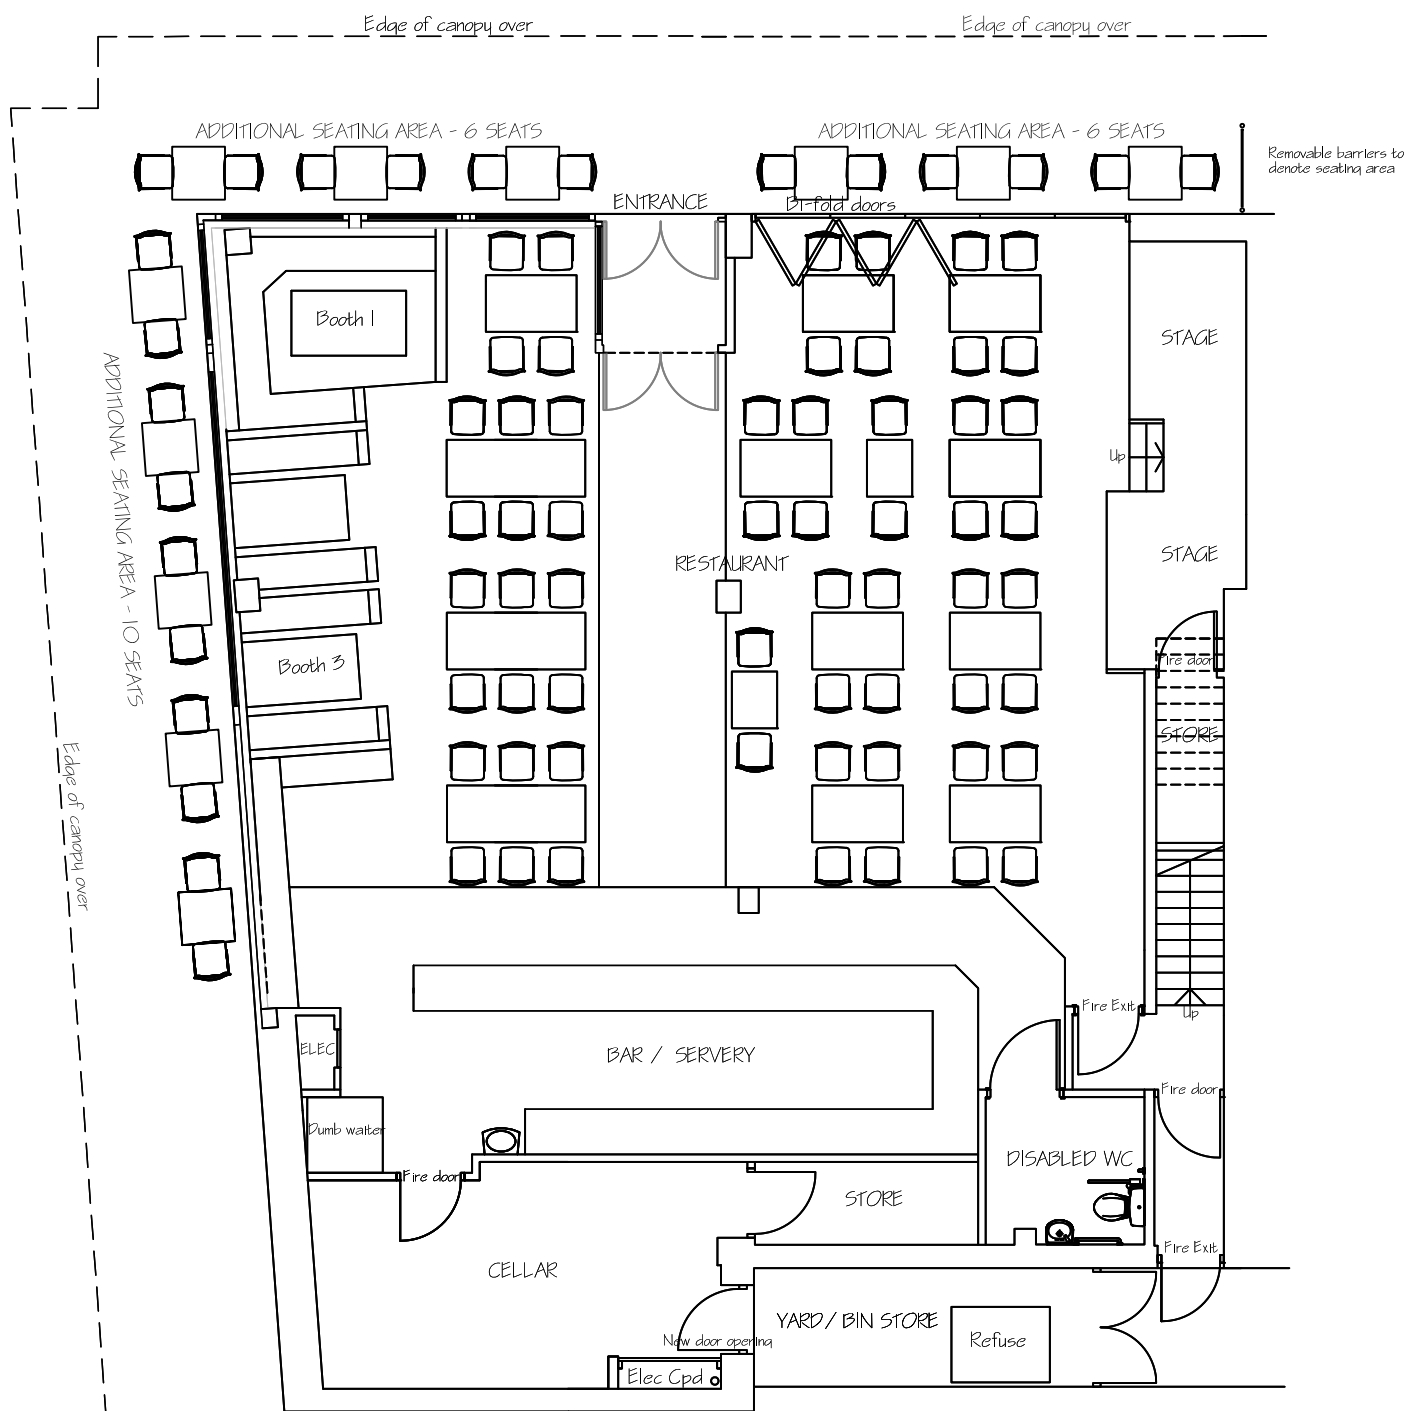 Edge of canopy over
Edge of canopy over
ADDITIONAL SEATING AREA - 6 SEATS
ADDITIONAL SEATING AREA - 6 SEATS
Removable barriers to
denote seating area
ENTRANCE
Bi-fold doors
Booth 1
STAGE
ADDITIONAL SEATING AREA - 10 SEATS
Up
STAGE
RESTAURANT
Booth 3
Fire door
STORE
Edge of canopy over
Fire Exit
Up
ELEC
BAR / SERVERY
Fire door
Dumb waiter
DISABLED WC
Fire door
STORE
Fire Exit
CELLAR
YARD/ BIN STORE
New door opening
Refuse
Elec Cpd